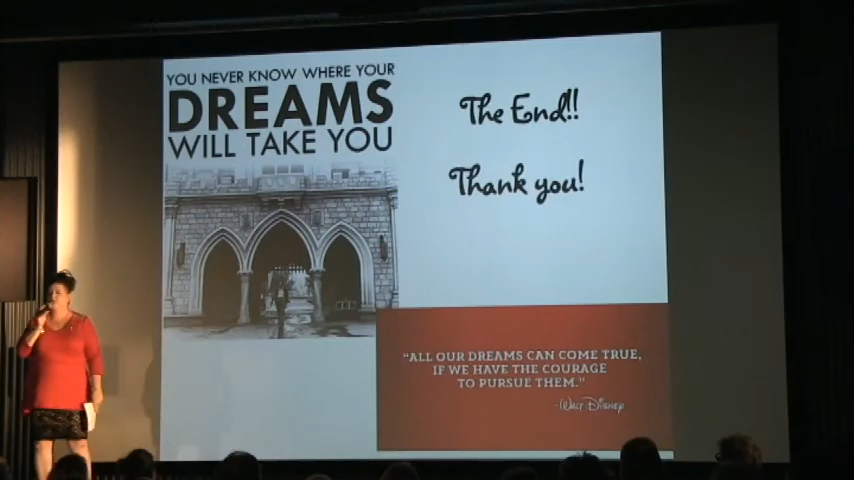 YOU NEVER KNOW WHERE YOUR
DREAMS
WILL TAKE YOU
The End!!
Thank you!
“ALL OUR DREAMS CAN COME TRUE,
IF WE HAVE THE COURAGE
TO PURSUE THEM.”
-WALT DISNEY